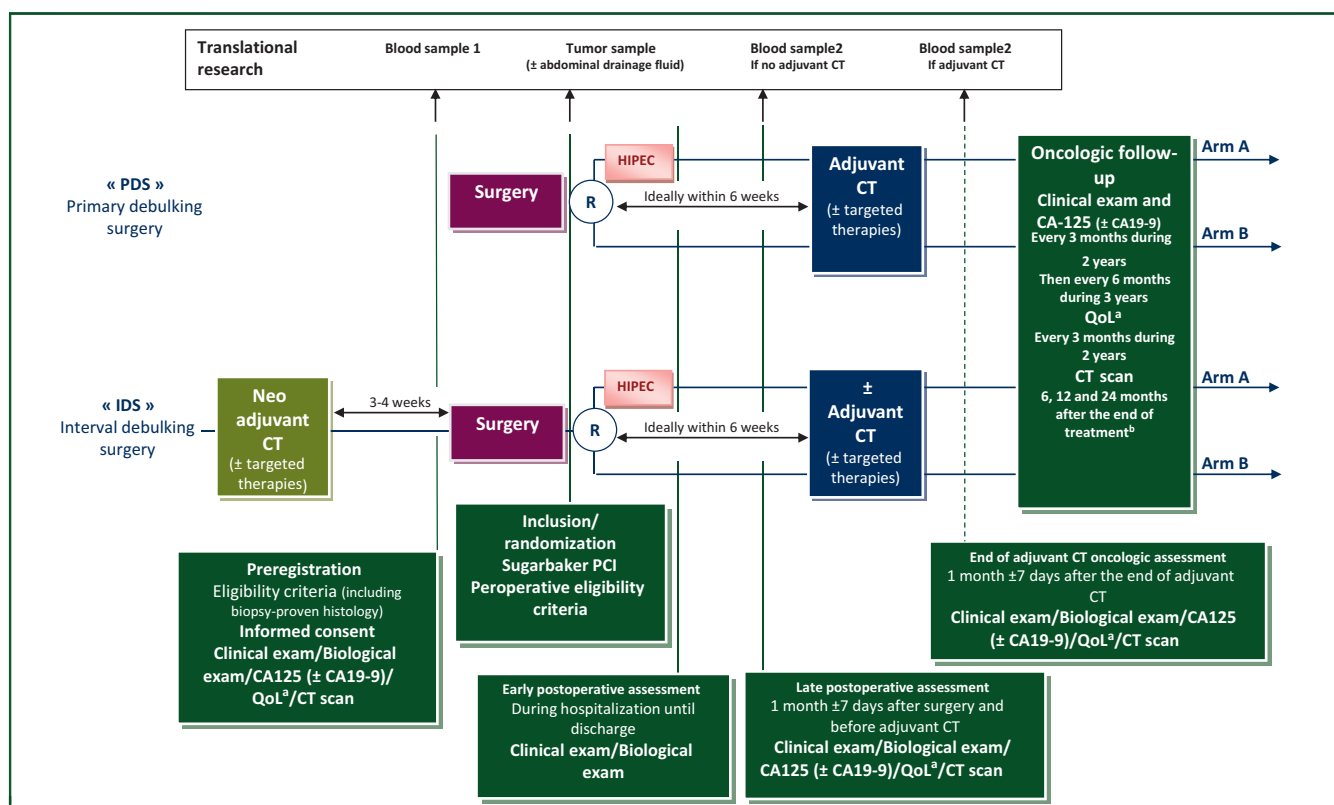 Translational
research
Blood sample 1
Tumor sample
(± abdominal drainage fluid)
Blood sample2
If no adjuvant CT
Blood sample2
If adjuvant CT
« PDS »
Primary debulking
surgery
Surgery
R
HIPEC
Ideally within 6 weeks
Adjuvant
CT
(± targeted
therapies)
Arm A
Arm B
« IDS »
Interval debulking
surgery
Neo
adjuvant
CT
(± targeted
therapies)
3-4 weeks
Surgery
R
HIPEC
Ideally within 6 weeks
±
Adjuvant
CT
(± targeted
therapies)
Arm A
Arm B
Oncologic follow-
up
Clinical exam and
CA-125 (± CA19-9)
Every 3 months during
2 years
Then every 6 months
during 3 years
QoLᵃ
Every 3 months during
2 years
CT scan
6, 12 and 24 months
after the end of
treatmentᵇ
Preregistration
Eligibility criteria (including
biopsy-proven histology)
Informed consent
Clinical exam/Biological
exam/CA125 (± CA19-9)/
QoLᵃ/CT scan
Inclusion/
randomization
Sugarbaker PCI
Peroperative eligibility
criteria
Early postoperative assessment
During hospitalization until
discharge
Clinical exam/Biological
exam
Late postoperative assessment
1 month ±7 days after surgery and
before adjuvant CT
Clinical exam/Biological exam/
CA125 (± CA19-9)/QoLᵃ/CT scan
End of adjuvant CT oncologic assessment
1 month ±7 days after the end of adjuvant
CT
Clinical exam/Biological exam/CA125
(± CA19-9)/QoLᵃ/CT scan